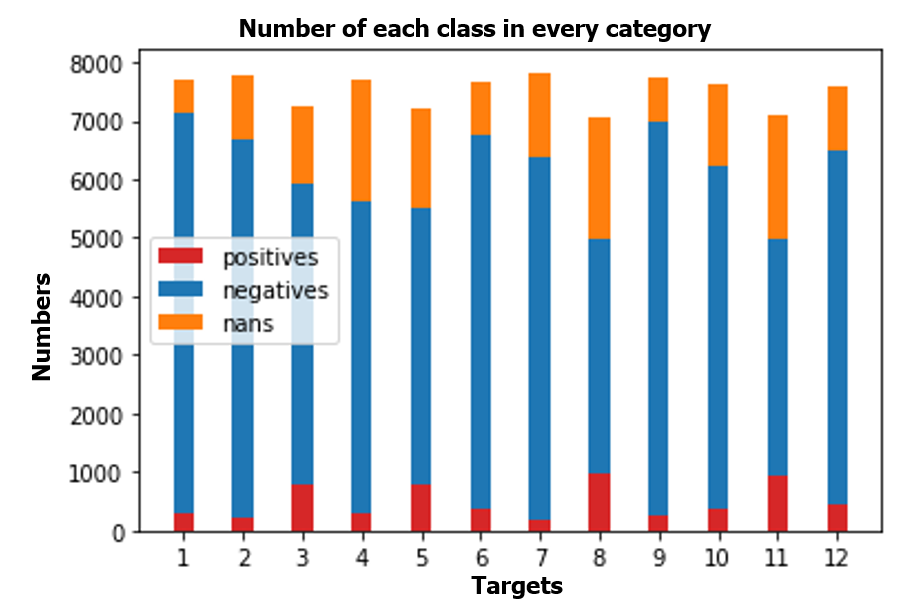 Number of each class in every category
8000
7000
6000
5000
4000
3000
2000
1000
0
Numbers
positives
negatives
nans
1 2 3 4 5 6 7 8 9 10 11 12
Targets